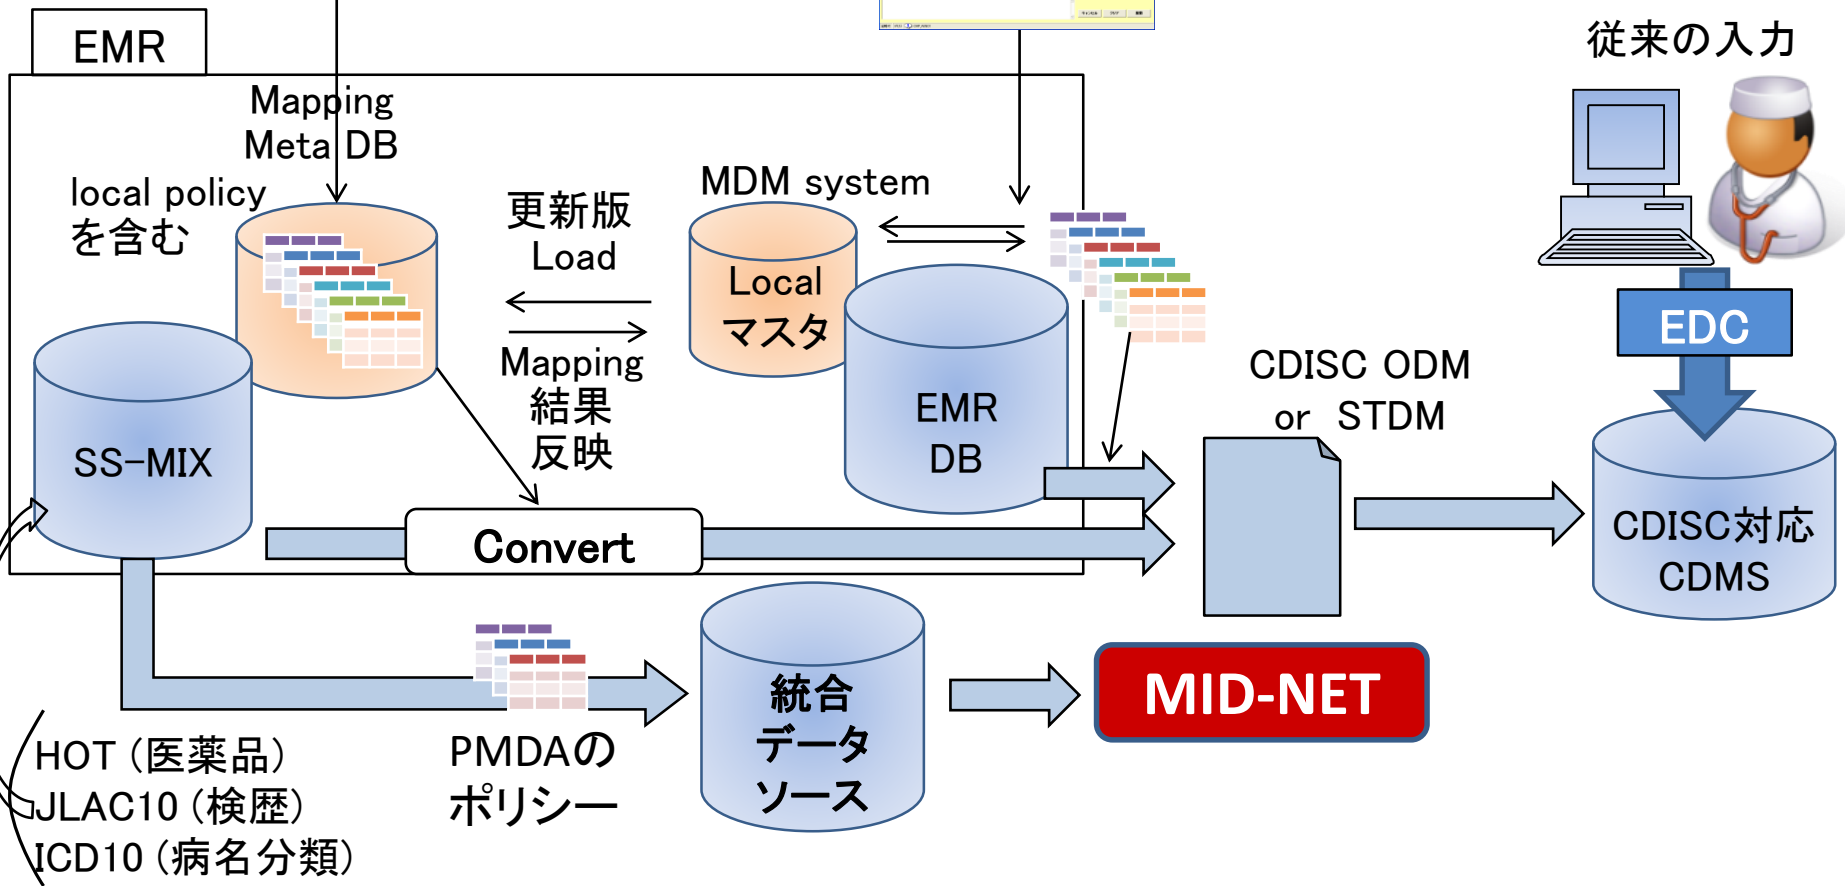 EMR
従来の入力
Mapping
Meta DB
local policy
を含む
更新版
Load
MDM system
Local
マスタ
Mapping
結果
反映
SS-MIX
EMR
DB
Convert
CDISC ODM
or STDM
EDC
CDISC対応
CDMS
統合
データ
ソース
MID-NET
PMDAの
ポリシー
HOT (医薬品)
JLAC10 (検歴)
ICD10 (病名分類)